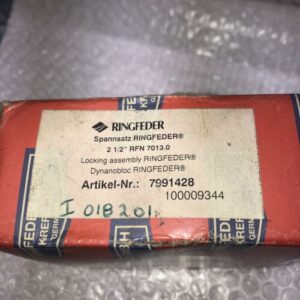 RINGFEDER
Spannsatz RINGFEDER®
2 1/2" RFN 7013.0
Locking assembly RINGFEDER®
Dynanobloc RINGFEDER®
Artikel-Nr.: 7991428
100009344
I 018201